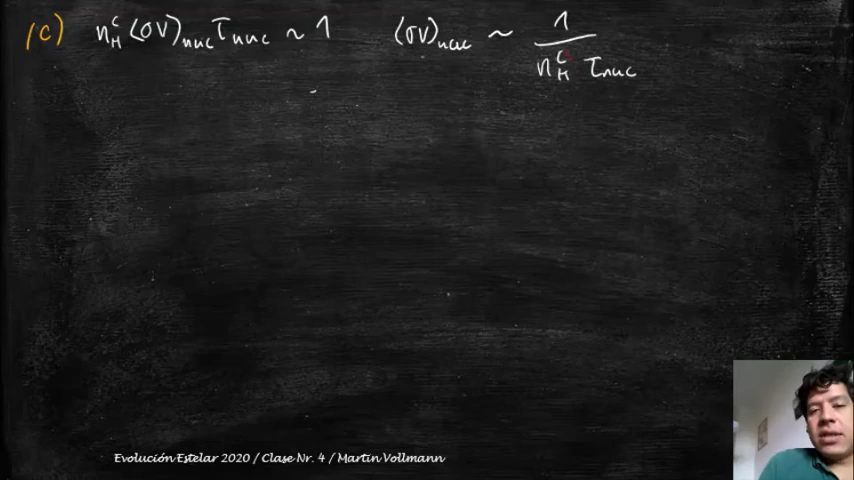 (c) n_H^c ⟨σv⟩_nuc τ_nuc ~ 1 ⟨σv⟩_nuc ~ 1 / (n_H^c τ_nuc)
Evolución Estelar 2020 / Clase Nr. 4 / Martin Vollmann